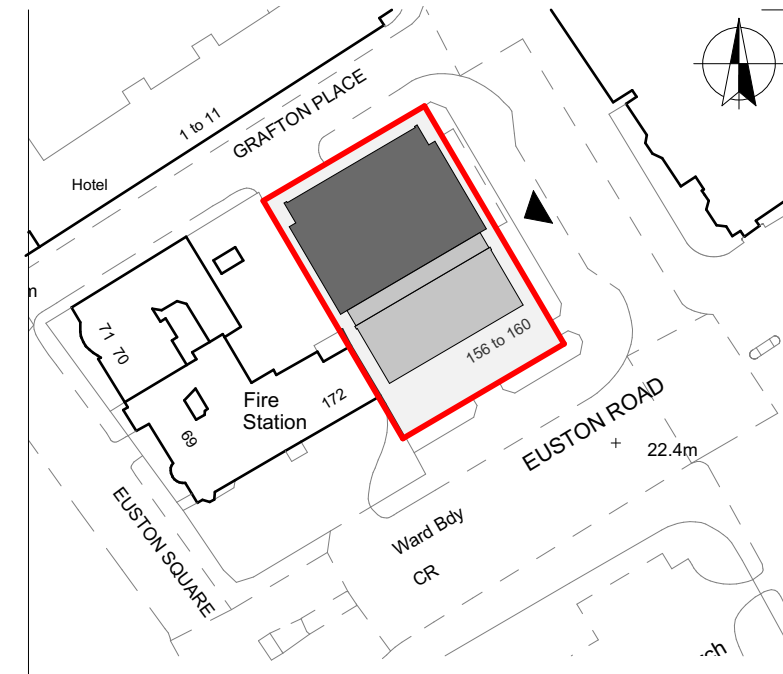 1 to 11
GRAFTON PLACE
Hotel
m
71
70
156 to 160
Fire
Station
172
69
EUSTON ROAD
22.4m
EUSTON SQUARE
Ward Bdy
CR
rch